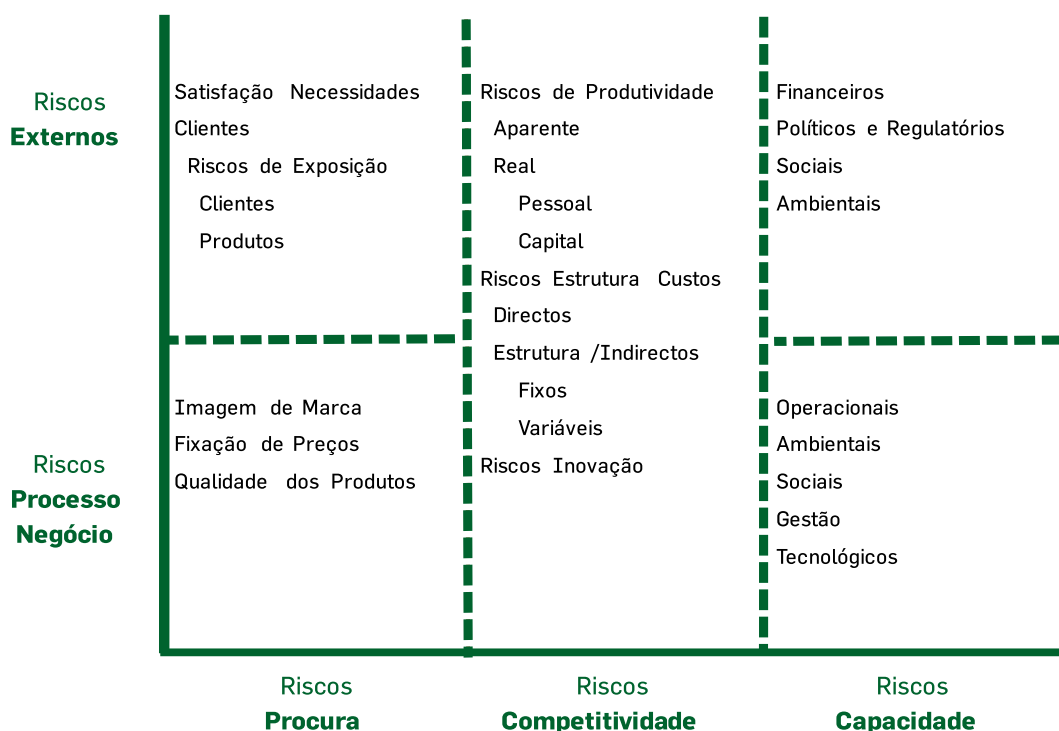 Riscos
Externos
Satisfação Necessidades
Clientes
Riscos de Exposição
Clientes
Produtos
Riscos de Produtividade
Aparente
Real
Pessoal
Capital
Riscos Estrutura Custos
Directos
Estrutura /Indirectos
Fixos
Variáveis
Riscos Inovação
Financeiros
Políticos e Regulatórios
Sociais
Ambientais
Riscos
Processo
Negócio
Imagem de Marca
Fixação de Preços
Qualidade dos Produtos
Operacionais
Ambientais
Sociais
Gestão
Tecnológicos
Riscos
Procura
Riscos
Competitividade
Riscos
Capacidade